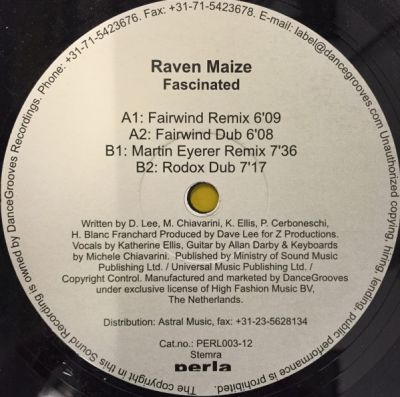 Raven Maize
Fascinated
A1: Fairwind Remix 6'09
A2: Fairwind Dub 6'08
B1: Martin Eyerer Remix 7'36
B2: Rodox Dub 7'17
Written by D. Lee, M. Chiavarini, K. Ellis, P. Cerboneschi,
H. Blanc Franchard Produced by Dave Lee for Z Productions.
Vocals by Katherine Ellis, Guitar by Allan Darby & Keyboards
by Michele Chiavarini. Published by Ministry of Sound Music
Publishing Ltd. / Universal Music Publishing Ltd. /
Copyright Control. Manufactured and marketed by DanceGrooves
under exclusive license of High Fashion Music BV,
The Netherlands.
Distribution: Astral Music, fax: +31-23-5628134
Cat.no.: PERL003-12
Stemra
perla
The copyright in this Sound Recording is owned by DanceGrooves Recordings. Phone: +31-71-5423676. Fax: +31-71-5423678. E-mail: label@dancegrooves.com Unauthorized copying, hiring, lending, public performance is prohibited.